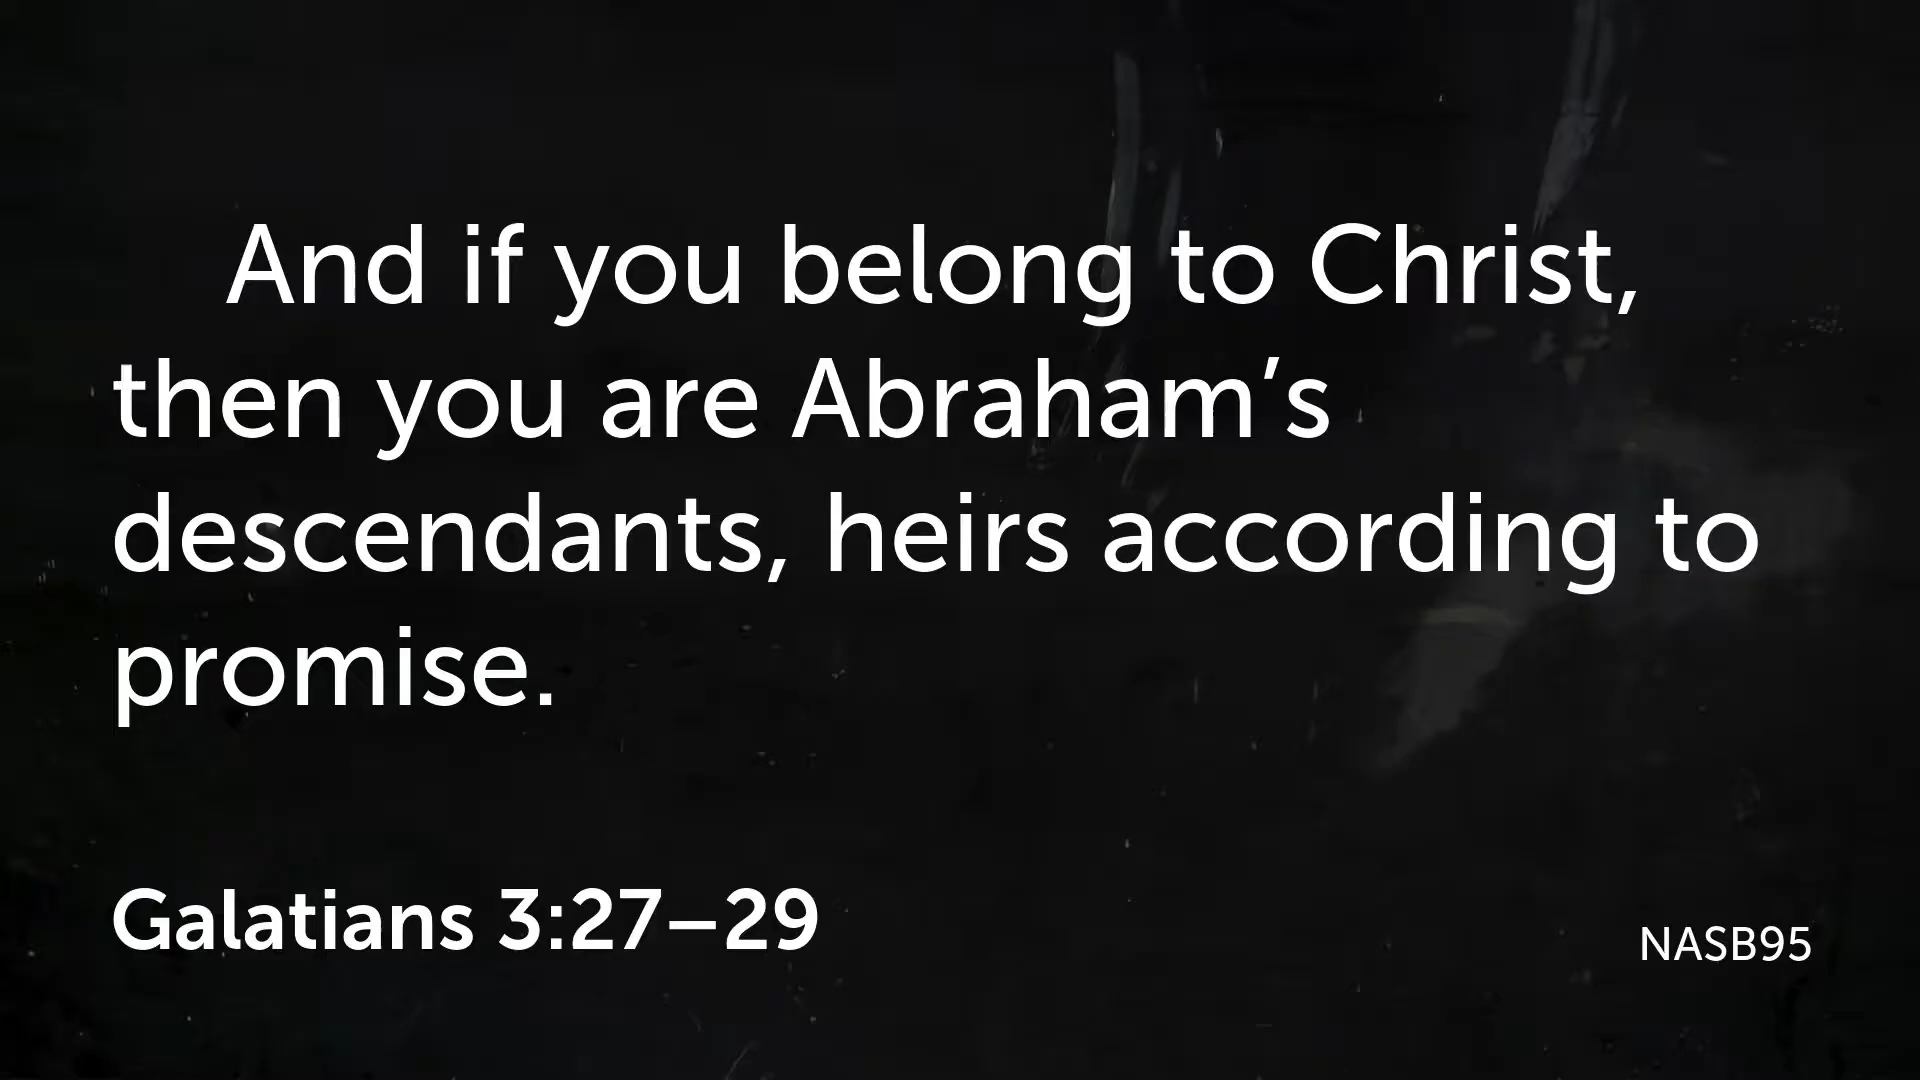 And if you belong to Christ,
then you are Abraham’s
descendants, heirs according to
promise.
Galatians 3:27–29
NASB95